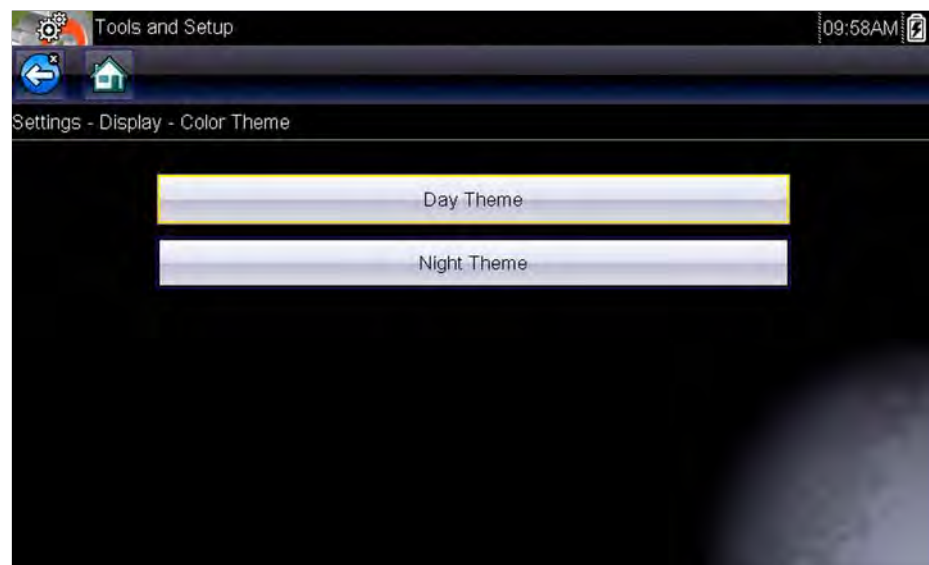 Tools and Setup
09:58AM
x
Settings - Display - Color Theme
Day Theme
Night Theme